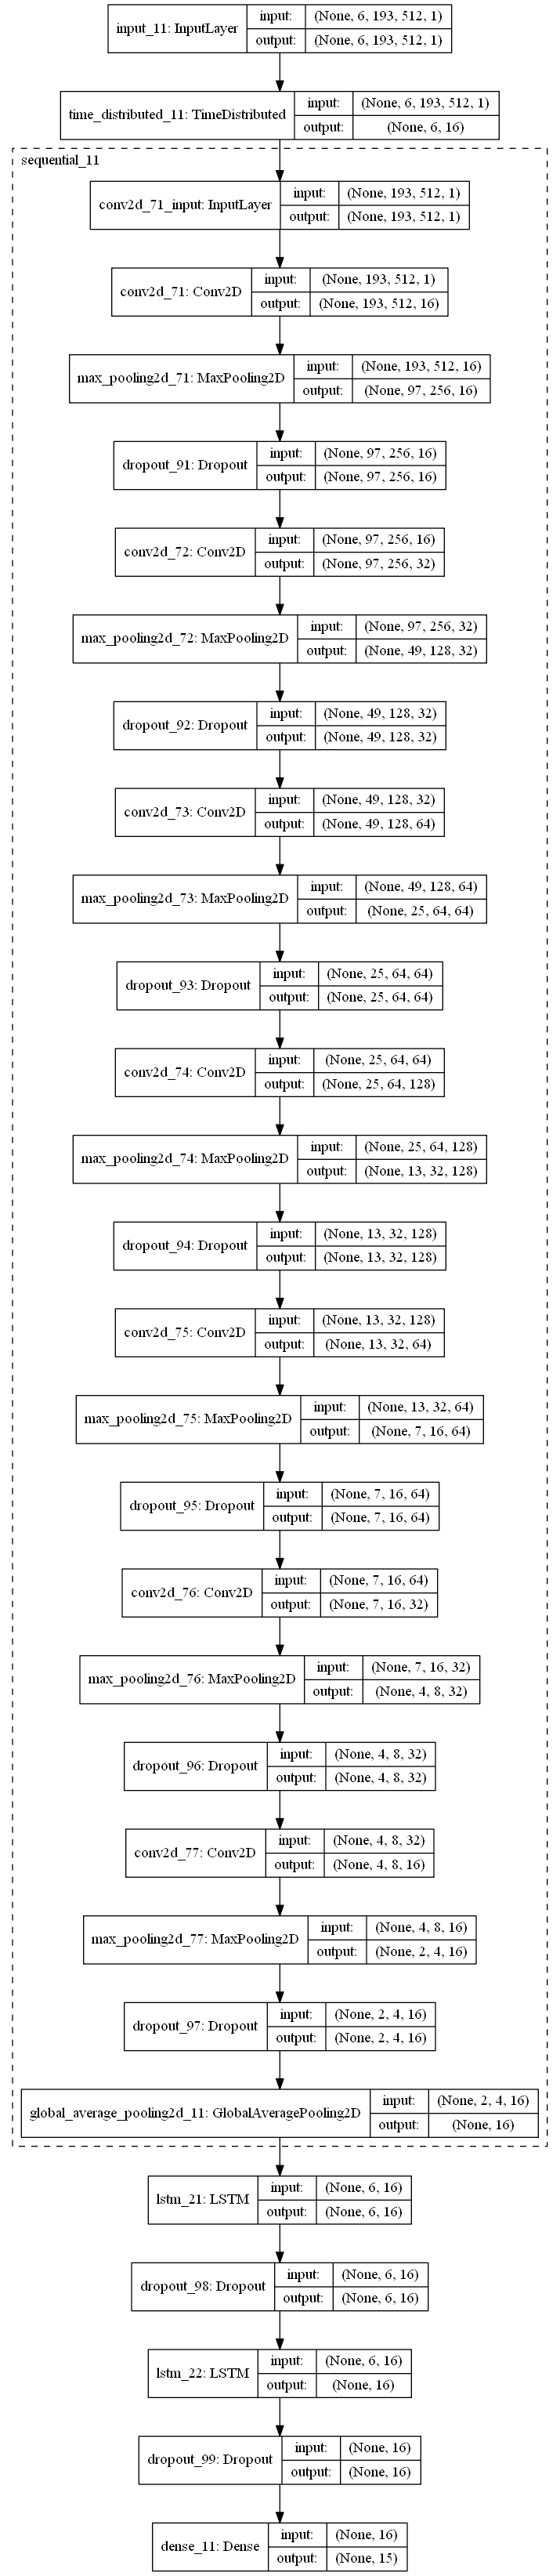 input_11: InputLayer
input: (None, 6, 193, 512, 1)
output: (None, 6, 193, 512, 1)
time_distributed_11: TimeDistributed
input: (None, 6, 193, 512, 1)
output: (None, 6, 16)
sequential_11
conv2d_71_input: InputLayer
input: (None, 193, 512, 1)
output: (None, 193, 512, 1)
conv2d_71: Conv2D
input: (None, 193, 512, 1)
output: (None, 193, 512, 16)
max_pooling2d_71: MaxPooling2D
input: (None, 193, 512, 16)
output: (None, 97, 256, 16)
dropout_91: Dropout
input: (None, 97, 256, 16)
output: (None, 97, 256, 16)
conv2d_72: Conv2D
input: (None, 97, 256, 16)
output: (None, 97, 256, 32)
max_pooling2d_72: MaxPooling2D
input: (None, 97, 256, 32)
output: (None, 49, 128, 32)
dropout_92: Dropout
input: (None, 49, 128, 32)
output: (None, 49, 128, 32)
conv2d_73: Conv2D
input: (None, 49, 128, 32)
output: (None, 49, 128, 64)
max_pooling2d_73: MaxPooling2D
input: (None, 49, 128, 64)
output: (None, 25, 64, 64)
dropout_93: Dropout
input: (None, 25, 64, 64)
output: (None, 25, 64, 64)
conv2d_74: Conv2D
input: (None, 25, 64, 64)
output: (None, 25, 64, 128)
max_pooling2d_74: MaxPooling2D
input: (None, 25, 64, 128)
output: (None, 13, 32, 128)
dropout_94: Dropout
input: (None, 13, 32, 128)
output: (None, 13, 32, 128)
conv2d_75: Conv2D
input: (None, 13, 32, 128)
output: (None, 13, 32, 64)
max_pooling2d_75: MaxPooling2D
input: (None, 13, 32, 64)
output: (None, 7, 16, 64)
dropout_95: Dropout
input: (None, 7, 16, 64)
output: (None, 7, 16, 64)
conv2d_76: Conv2D
input: (None, 7, 16, 64)
output: (None, 7, 16, 32)
max_pooling2d_76: MaxPooling2D
input: (None, 7, 16, 32)
output: (None, 4, 8, 32)
dropout_96: Dropout
input: (None, 4, 8, 32)
output: (None, 4, 8, 32)
conv2d_77: Conv2D
input: (None, 4, 8, 32)
output: (None, 4, 8, 16)
max_pooling2d_77: MaxPooling2D
input: (None, 4, 8, 16)
output: (None, 2, 4, 16)
dropout_97: Dropout
input: (None, 2, 4, 16)
output: (None, 2, 4, 16)
global_average_pooling2d_11: GlobalAveragePooling2D
input: (None, 2, 4, 16)
output: (None, 16)
lstm_21: LSTM
input: (None, 6, 16)
output: (None, 6, 16)
dropout_98: Dropout
input: (None, 6, 16)
output: (None, 6, 16)
lstm_22: LSTM
input: (None, 6, 16)
output: (None, 16)
dropout_99: Dropout
input: (None, 16)
output: (None, 16)
dense_11: Dense
input: (None, 16)
output: (None, 15)